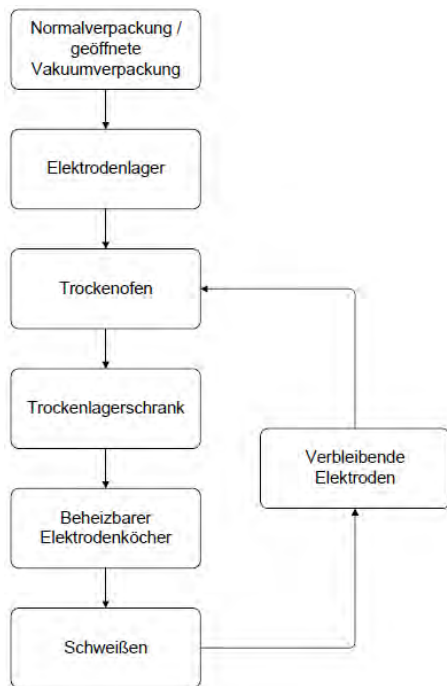 Normalverpackung /
geöffnete
Vakuumverpackung
Elektrodenlager
Trockenofen
Trockenlagerschrank
Verbleibende
Elektroden
Beheizbarer
Elektrodenköcher
Schweißen